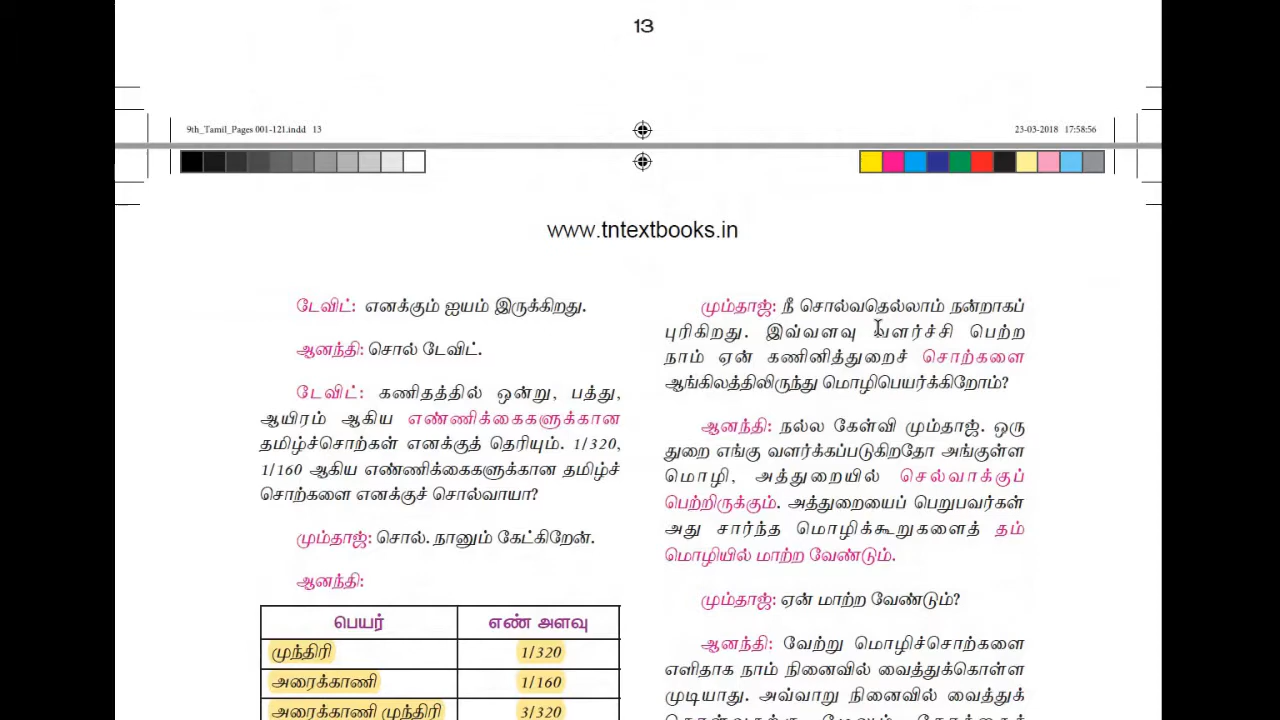 13
9th_Tamil_Pages 001-121.indd 13
23-03-2018 17:58:56
www.tntextbooks.in
டேவிட்: எனக்கும் ஐயம் இருக்கிறது.
ஆனந்தி: சொல் டேவிட்.
டேவிட்: கணிதத்தில் ஒன்று, பத்து,
ஆயிரம் ஆகிய எண்ணிக்கைகளுக்கான
தமிழ்ச்சொற்கள் எனக்குத் தெரியும். 1/320,
1/160 ஆகிய எண்ணிக்கைகளுக்கான தமிழ்ச்
சொற்களை எனக்குச் சொல்வாயா?
மும்தாஜ்: சொல். நானும் கேட்கிறேன்.
ஆனந்தி:
பெயர் எண் அளவு
முந்திரி 1/320
அரைக்காணி 1/160
அரைக்காணி முந்திரி 3/320
மும்தாஜ்: நீ சொல்வதெல்லாம் நன்றாகப்
புரிகிறது. இவ்வளவு வளர்ச்சி பெற்ற
நாம் ஏன் கணினித்துறைச் சொற்களை
ஆங்கிலத்திலிருந்து மொழிபெயர்க்கிறோம்?
ஆனந்தி: நல்ல கேள்வி மும்தாஜ். ஒரு
துறை எங்கு வளர்க்கப்படுகிறதோ அங்குள்ள
மொழி, அத்துறையில் செல்வாக்குப்
பெற்றிருக்கும். அத்துறையைப் பெறுபவர்கள்
அது சார்ந்த மொழிக்கூறுகளைத் தம்
மொழியில் மாற்ற வேண்டும்.
மும்தாஜ்: ஏன் மாற்ற வேண்டும்?
ஆனந்தி: வேற்று மொழிச்சொற்களை
எளிதாக நாம் நினைவில் வைத்துக்கொள்ள
முடியாது. அவ்வாறு நினைவில் வைத்துக்